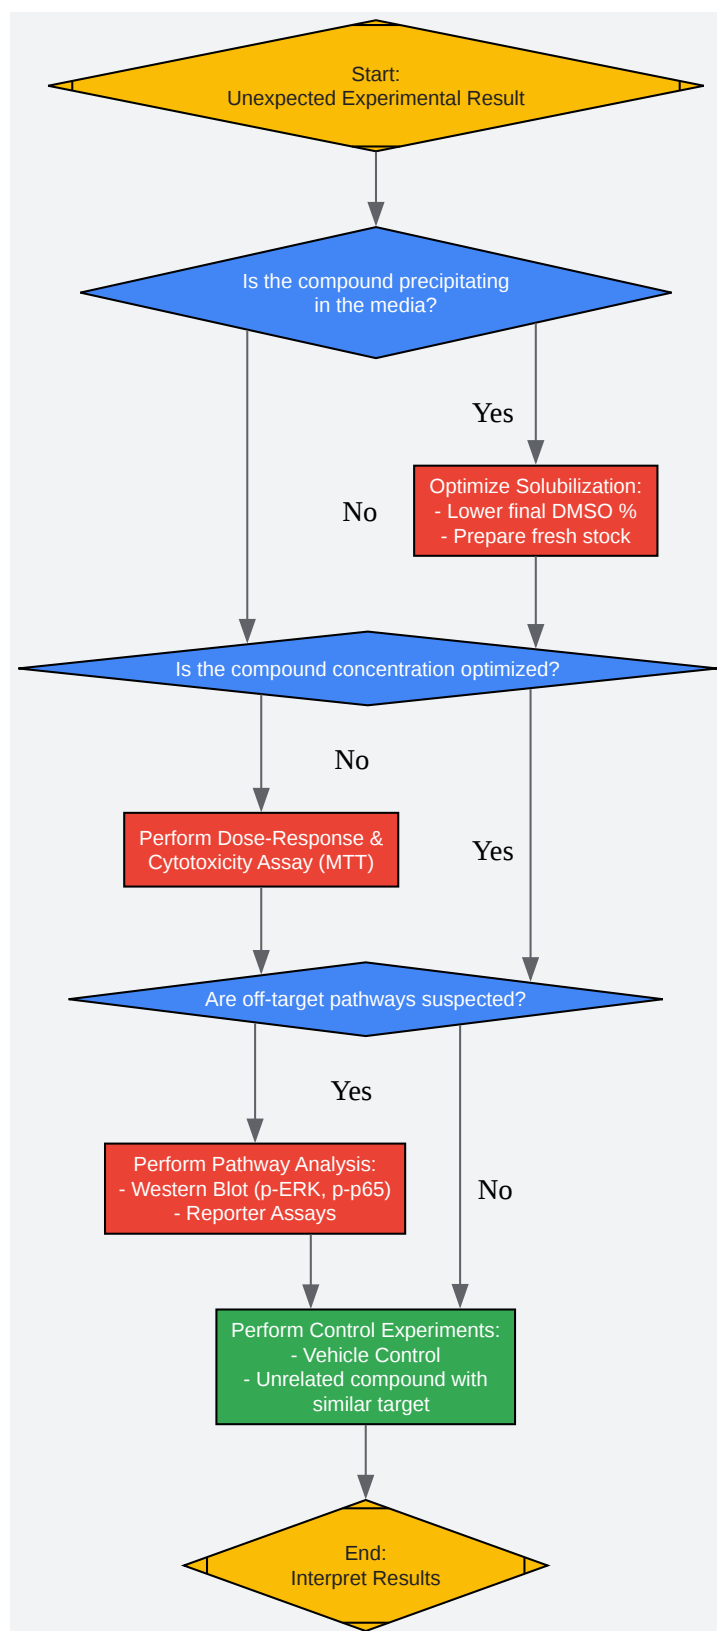 Start:
Unexpected Experimental Result
Is the compound precipitating
in the media?
Yes
Optimize Solubilization:
- Lower final DMSO %
- Prepare fresh stock
No
Is the compound concentration optimized?
No
Perform Dose-Response &
Cytotoxicity Assay (MTT)
Yes
Are off-target pathways suspected?
Yes
Perform Pathway Analysis:
- Western Blot (p-ERK, p-p65)
- Reporter Assays
No
Perform Control Experiments:
- Vehicle Control
- Unrelated compound with
similar target
End:
Interpret Results